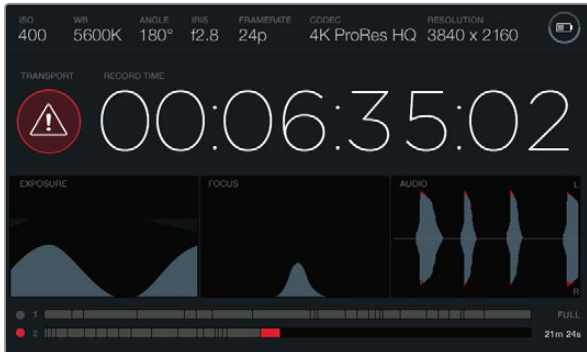 ISO WB ANGLE IRIS FRAMERATE CODEC RESOLUTION
400 5600K 180° f2.8 24p 4K ProRes HQ 3840 x 2160
TRANSPORT RECORD TIME
00:06:35:02
EXPOSURE FOCUS AUDIO L
R
1 FULL
2 21m 24s